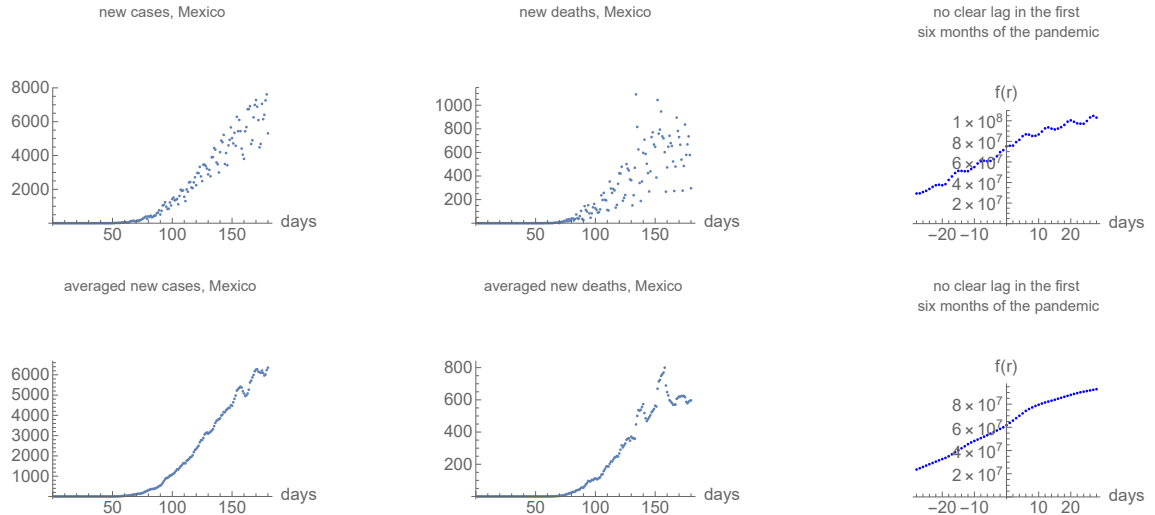 new cases, Mexico
new deaths, Mexico
no clear lag in the first
six months of the pandemic
8000
6000
4000
2000
50
100
150
days
1000
800
600
400
200
50
100
150
days
f(r)
1 × 10^8
8 × 10^7
6 × 10^7
4 × 10^7
2 × 10^7
−20
−10
10
20
days
averaged new cases, Mexico
averaged new deaths, Mexico
no clear lag in the first
six months of the pandemic
6000
5000
4000
3000
2000
1000
50
100
150
days
800
600
400
200
50
100
150
days
f(r)
8 × 10^7
6 × 10^7
4 × 10^7
2 × 10^7
−20
−10
10
20
days